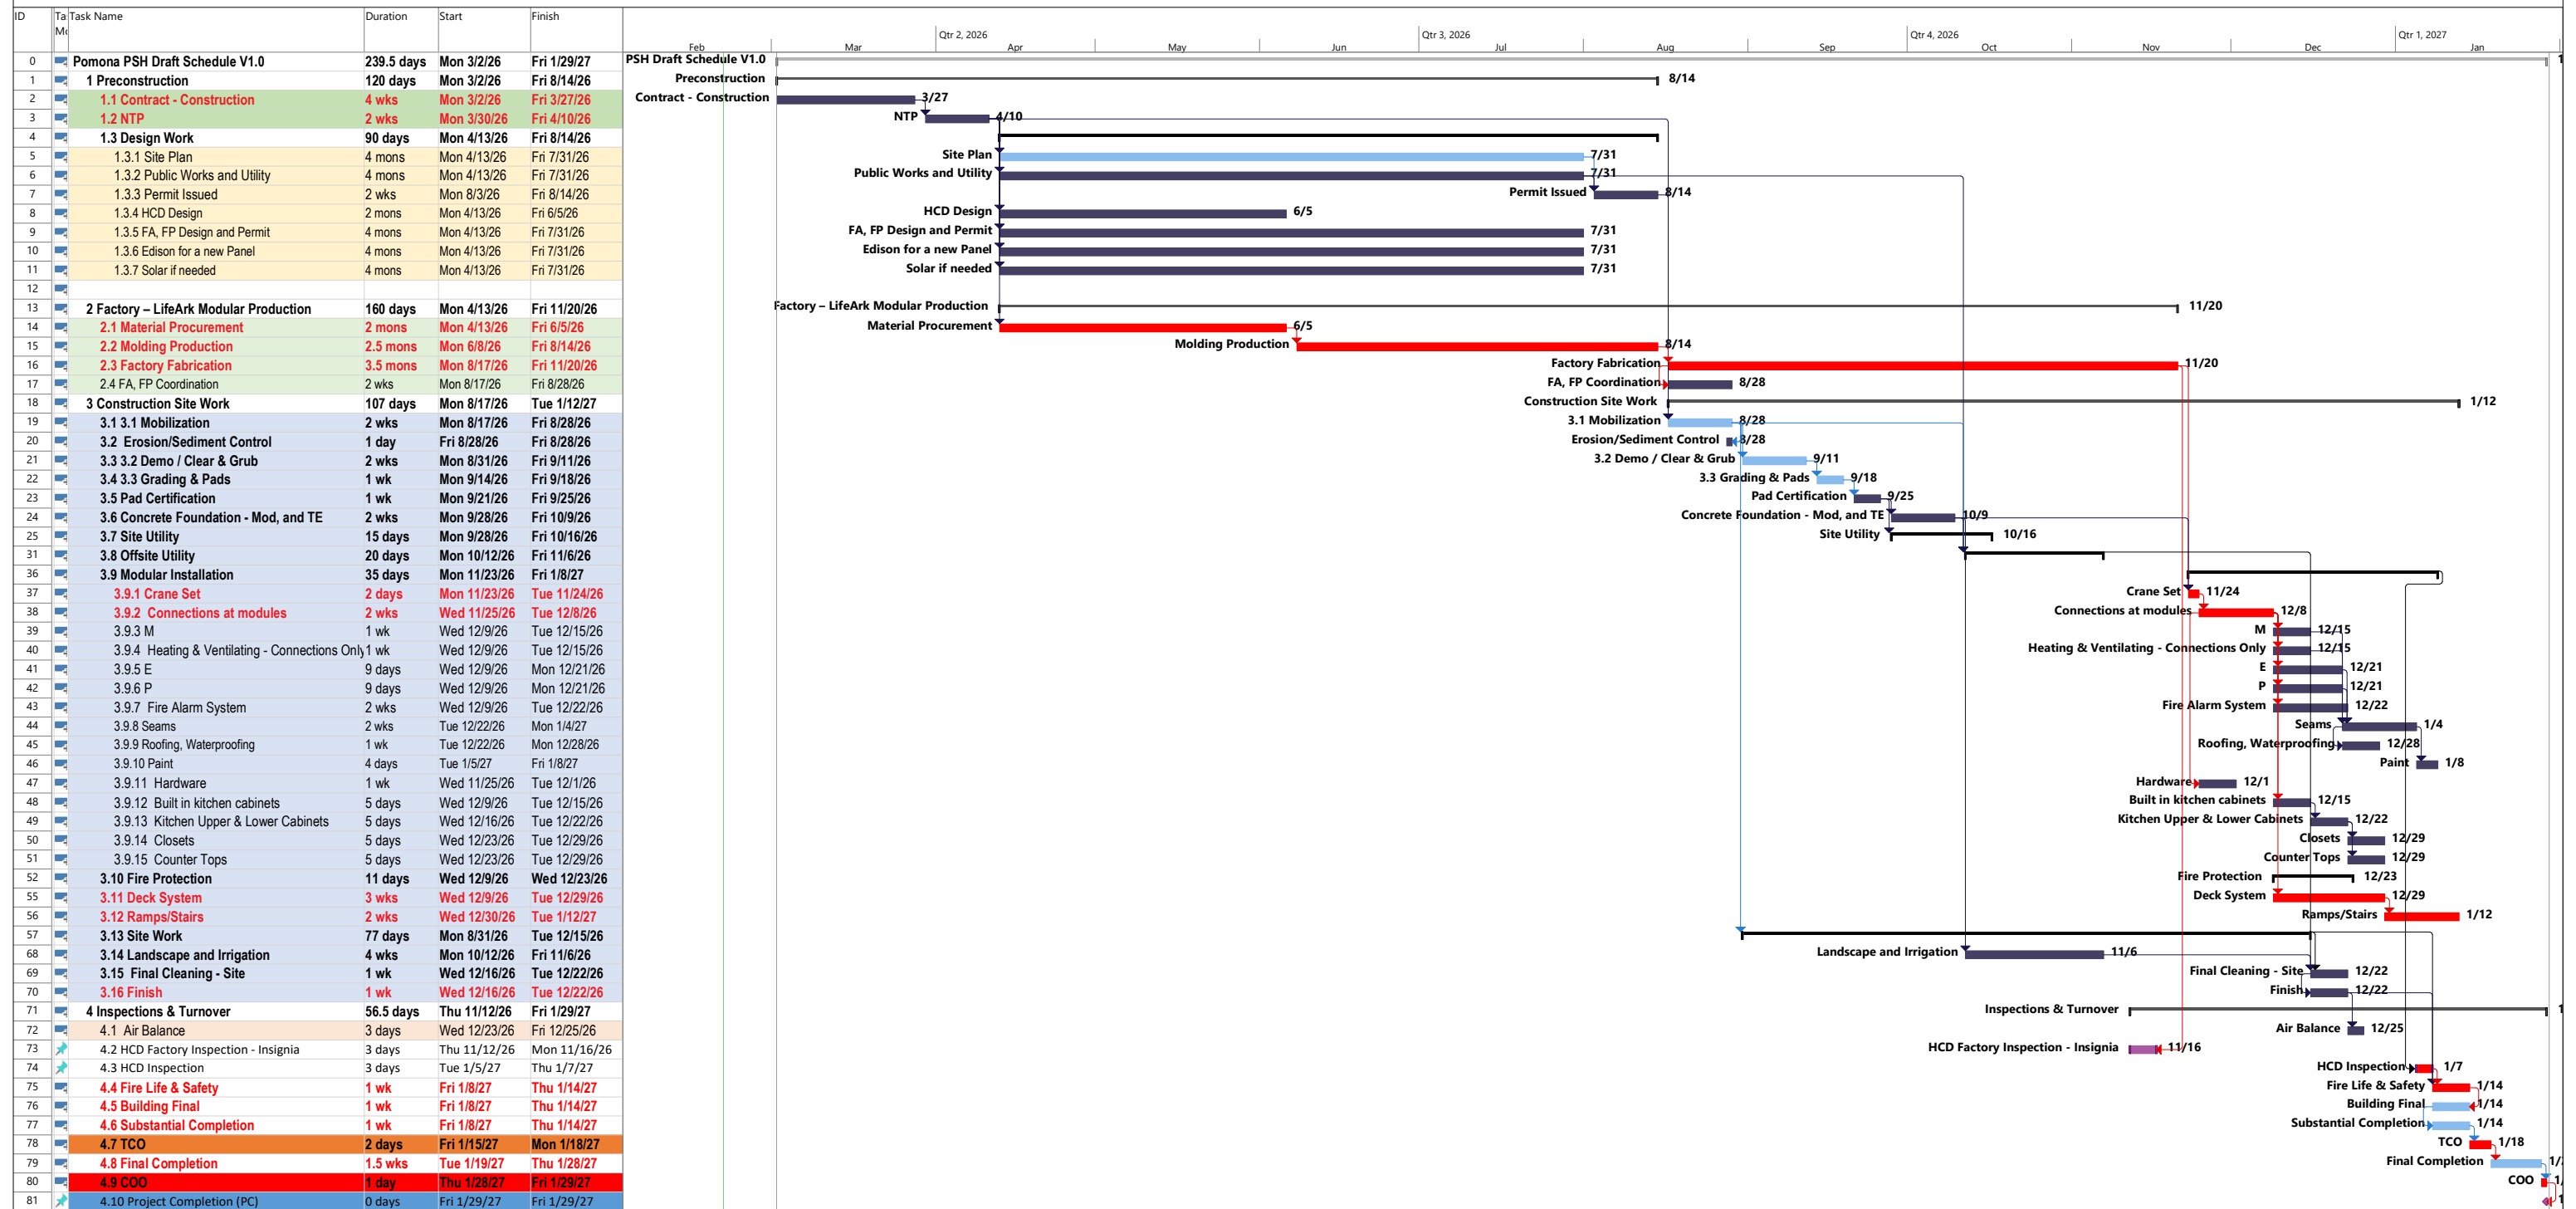 ID Ta Mo Task Name Duration Start Finish
Qtr 2, 2026 Qtr 3, 2026 Qtr 4, 2026 Qtr 1, 2027
Feb Mar Apr May Jun Jul Aug Sep Oct Nov Dec Jan
0 Pomona PSH Draft Schedule V1.0 239.5 days Mon 3/2/26 Fri 1/29/27 PSH Draft Schedule V1.0
1 1 Preconstruction 120 days Mon 3/2/26 Fri 8/14/26 Preconstruction 8/14
2 1.1 Contract - Construction 4 wks Mon 3/2/26 Fri 3/27/26 Contract - Construction 3/27
3 1.2 NTP 2 wks Mon 3/30/26 Fri 4/10/26 NTP 4/10
4 1.3 Design Work 90 days Mon 4/13/26 Fri 8/14/26
5 1.3.1 Site Plan 4 mons Mon 4/13/26 Fri 7/31/26 Site Plan 7/31
6 1.3.2 Public Works and Utility 4 mons Mon 4/13/26 Fri 7/31/26 Public Works and Utility 7/31
7 1.3.3 Permit Issued 2 wks Mon 8/3/26 Fri 8/14/26 Permit Issued 8/14
8 1.3.4 HCD Design 2 mons Mon 4/13/26 Fri 6/5/26 HCD Design 6/5
9 1.3.5 FA, FP Design and Permit 4 mons Mon 4/13/26 Fri 7/31/26 FA, FP Design and Permit 7/31
10 1.3.6 Edison for a new Panel 4 mons Mon 4/13/26 Fri 7/31/26 Edison for a new Panel 7/31
11 1.3.7 Solar if needed 4 mons Mon 4/13/26 Fri 7/31/26 Solar if needed 7/31
12
13 2 Factory – LifeArk Modular Production 160 days Mon 4/13/26 Fri 11/20/26 Factory – LifeArk Modular Production 11/20
14 2.1 Material Procurement 2 mons Mon 4/13/26 Fri 6/5/26 Material Procurement 6/5
15 2.2 Molding Production 2.5 mons Mon 6/8/26 Fri 8/14/26 Molding Production 8/14
16 2.3 Factory Fabrication 3.5 mons Mon 8/17/26 Fri 11/20/26 Factory Fabrication 11/20
17 2.4 FA, FP Coordination 2 wks Mon 8/17/26 Fri 8/28/26 FA, FP Coordination 8/28
18 3 Construction Site Work 107 days Mon 8/17/26 Tue 1/12/27 Construction Site Work 1/12
19 3.1 3.1 Mobilization 2 wks Mon 8/17/26 Fri 8/28/26 3.1 Mobilization 8/28
20 3.2 Erosion/Sediment Control 1 day Fri 8/28/26 Fri 8/28/26 Erosion/Sediment Control 8/28
21 3.3 3.2 Demo / Clear & Grub 2 wks Mon 8/31/26 Fri 9/11/26 3.2 Demo / Clear & Grub 9/11
22 3.4 3.3 Grading & Pads 1 wk Mon 9/14/26 Fri 9/18/26 3.3 Grading & Pads 9/18
23 3.5 Pad Certification 1 wk Mon 9/21/26 Fri 9/25/26 Pad Certification 9/25
24 3.6 Concrete Foundation - Mod, and TE 2 wks Mon 9/28/26 Fri 10/9/26 Concrete Foundation - Mod, and TE 10/9
25 3.7 Site Utility 15 days Mon 9/28/26 Fri 10/16/26 Site Utility 10/16
31 3.8 Offsite Utility 20 days Mon 10/12/26 Fri 11/6/26
36 3.9 Modular Installation 35 days Mon 11/23/26 Fri 1/8/27
37 3.9.1 Crane Set 2 days Mon 11/23/26 Tue 11/24/26 Crane Set 11/24
38 3.9.2 Connections at modules 2 wks Wed 11/25/26 Tue 12/8/26 Connections at modules 12/8
39 3.9.3 M 1 wk Wed 12/9/26 Tue 12/15/26 M 12/15
40 3.9.4 Heating & Ventilating - Connections Only 1 wk Wed 12/9/26 Tue 12/15/26 Heating & Ventilating - Connections Only 12/15
41 3.9.5 E 9 days Wed 12/9/26 Mon 12/21/26 E 12/21
42 3.9.6 P 9 days Wed 12/9/26 Mon 12/21/26 P 12/21
43 3.9.7 Fire Alarm System 2 wks Wed 12/9/26 Tue 12/22/26 Fire Alarm System 12/22
44 3.9.8 Seams 2 wks Tue 12/22/26 Mon 1/4/27 Seams 1/4
45 3.9.9 Roofing, Waterproofing 1 wk Tue 12/22/26 Mon 12/28/26 Roofing, Waterproofing 12/28
46 3.9.10 Paint 4 days Tue 1/5/27 Fri 1/8/27 Paint 1/8
47 3.9.11 Hardware 1 wk Wed 11/25/26 Tue 12/1/26 Hardware 12/1
48 3.9.12 Built in kitchen cabinets 5 days Wed 12/9/26 Tue 12/15/26 Built in kitchen cabinets 12/15
49 3.9.13 Kitchen Upper & Lower Cabinets 5 days Wed 12/16/26 Tue 12/22/26 Kitchen Upper & Lower Cabinets 12/22
50 3.9.14 Closets 5 days Wed 12/23/26 Tue 12/29/26 Closets 12/29
51 3.9.15 Counter Tops 5 days Wed 12/23/26 Tue 12/29/26 Counter Tops 12/29
52 3.10 Fire Protection 11 days Wed 12/9/26 Wed 12/23/26 Fire Protection 12/23
55 3.11 Deck System 3 wks Wed 12/9/26 Tue 12/29/26 Deck System 12/29
56 3.12 Ramps/Stairs 2 wks Wed 12/30/26 Tue 1/12/27 Ramps/Stairs 1/12
57 3.13 Site Work 77 days Mon 8/31/26 Tue 12/15/26
68 3.14 Landscape and Irrigation 4 wks Mon 10/12/26 Fri 11/6/26 Landscape and Irrigation 11/6
69 3.15 Final Cleaning - Site 1 wk Wed 12/16/26 Tue 12/22/26 Final Cleaning - Site 12/22
70 3.16 Finish 1 wk Wed 12/16/26 Tue 12/22/26 Finish 12/22
71 4 Inspections & Turnover 56.5 days Thu 11/12/26 Fri 1/29/27 Inspections & Turnover 1
72 4.1 Air Balance 3 days Wed 12/23/26 Fri 12/25/26 Air Balance 12/25
73 4.2 HCD Factory Inspection - Insignia 3 days Thu 11/12/26 Mon 11/16/26 HCD Factory Inspection - Insignia 11/16
74 4.3 HCD Inspection 3 days Tue 1/5/27 Thu 1/7/27 HCD Inspection 1/7
75 4.4 Fire Life & Safety 1 wk Fri 1/8/27 Thu 1/14/27 Fire Life & Safety 1/14
76 4.5 Building Final 1 wk Fri 1/8/27 Thu 1/14/27 Building Final 1/14
77 4.6 Substantial Completion 1 wk Fri 1/8/27 Thu 1/14/27 Substantial Completion 1/14
78 4.7 TCO 2 days Fri 1/15/27 Mon 1/18/27 TCO 1/18
79 4.8 Final Completion 1.5 wks Tue 1/19/27 Thu 1/28/27 Final Completion
80 4.9 COO 1 day Thu 1/28/27 Fri 1/29/27 COO
81 4.10 Project Completion (PC) 0 days Fri 1/29/27 Fri 1/29/27